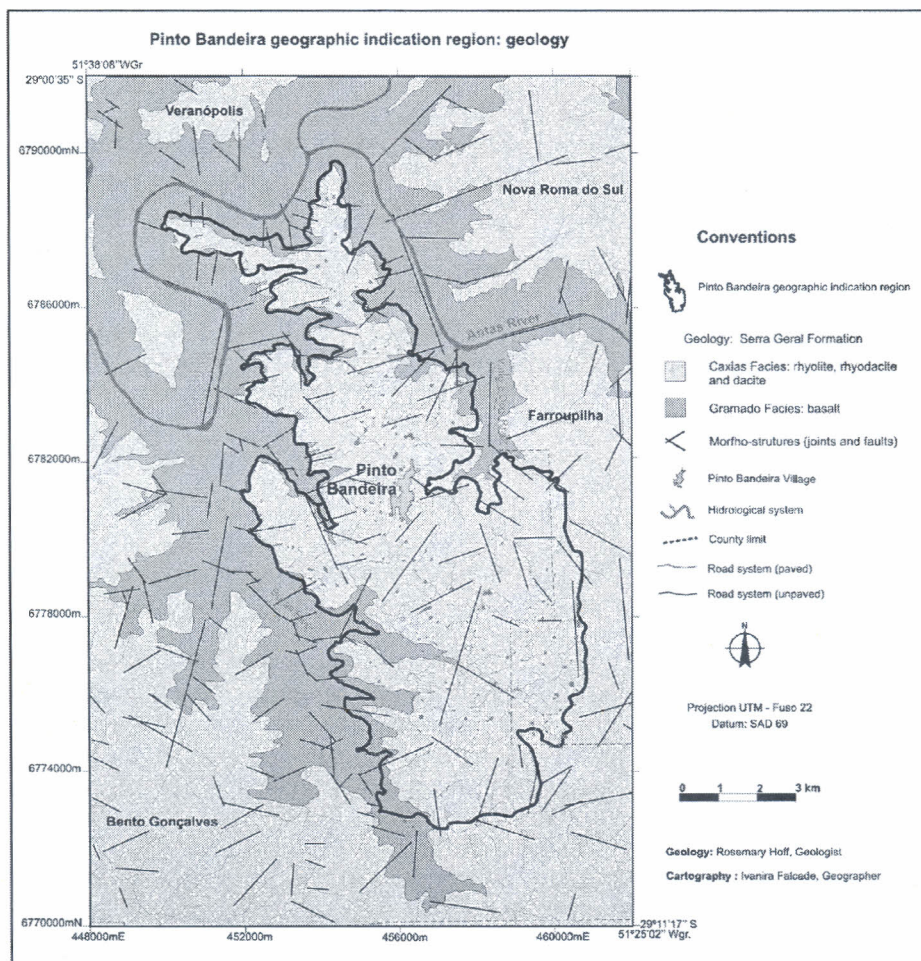 Pinto Bandeira geographic indication region: geology
51°38'08"WGr
29°00'35" S
Veranópolis
6790000mN
Nova Roma do Sul
Conventions
Pinto Bandeira geographic indication region
6786000m
Antas River
Geology: Serra Geral Formation
Caxias Facies: rhyolite, rhyodacite
and dacite
Gramado Facies: basalt
Farroupilha
Morfho-strutures (joints and faults)
6782000m
Pinto
Bandeira
Pinto Bandeira Village
Hidrological system
County limit
Road system (paved)
Road system (unpaved)
6778000m
N
Projection UTM - Fuso 22
Datum: SAD 69
6774000m
0 1 2 3 km
Bento Gonçalves
Geology: Rosemary Hoff, Geologist
Cartography : Ivanira Falcade, Geographer
6770000mN
29°11'17" S
448000mE
452000m
456000m
460000mE
51°25'02" Wgr.